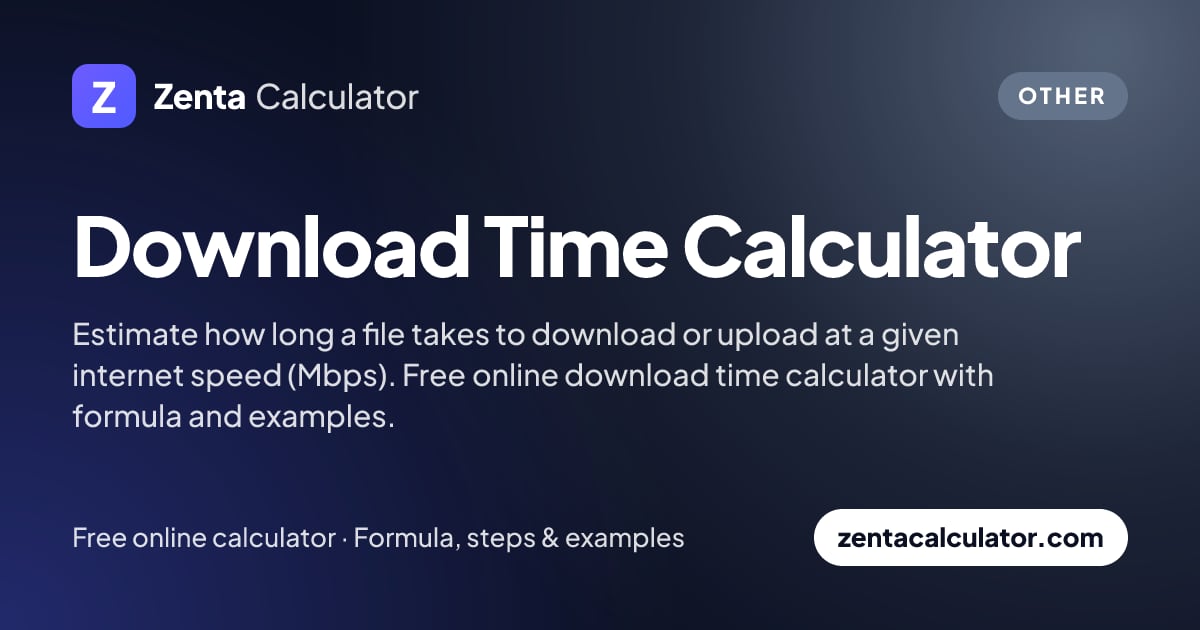 Z
Zenta Calculator
OTHER
Download Time Calculator
Estimate how long a file takes to download or upload at a given
internet speed (Mbps). Free online download time calculator with
formula and examples.
Free online calculator · Formula, steps & examples
zentacalculator.com